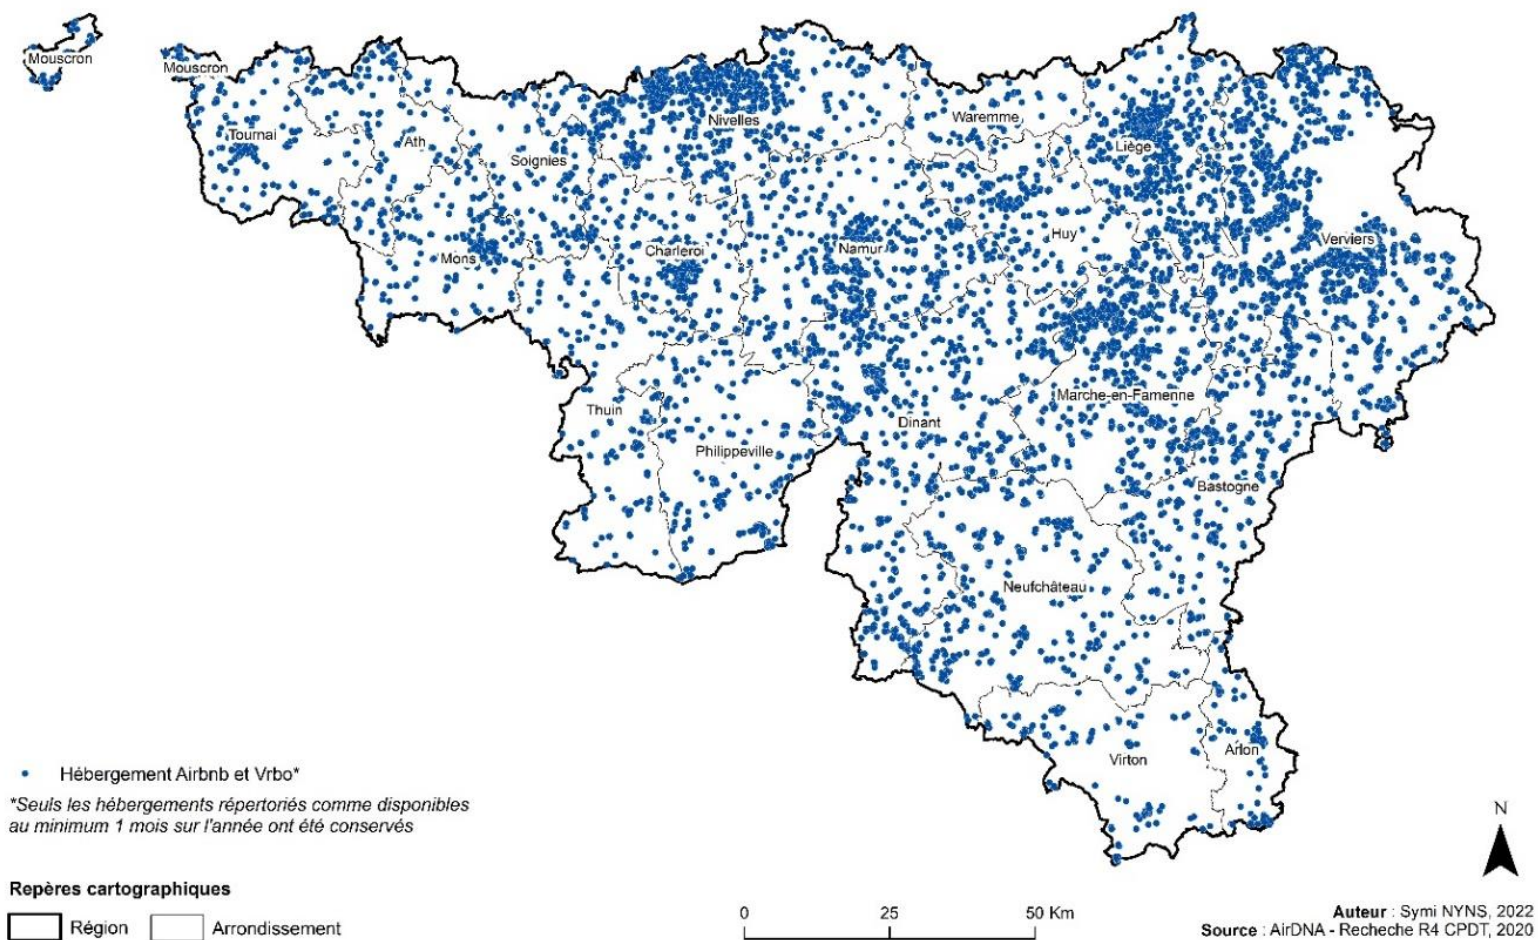 Mouscron
Mouscron
Tournai
Ath
Soignies
Nivelles
Waremme
Liège
Mons
Charleroi
Namur
Huy
Verviers
Thuin
Philippeville
Dinant
Marche-en-Famenne
Bastogne
Neufchâteau
Virton
Arlon
Hébergement Airbnb et Vrbo*
*Seuls les hébergements répertoriés comme disponibles
au minimum 1 mois sur l'année ont été conservés
Repères cartographiques
Région
Arrondissement
0 25 50 Km
N
Auteur : Symi NYNS, 2022
Source : AirDNA - Recheche R4 CPDT, 2020